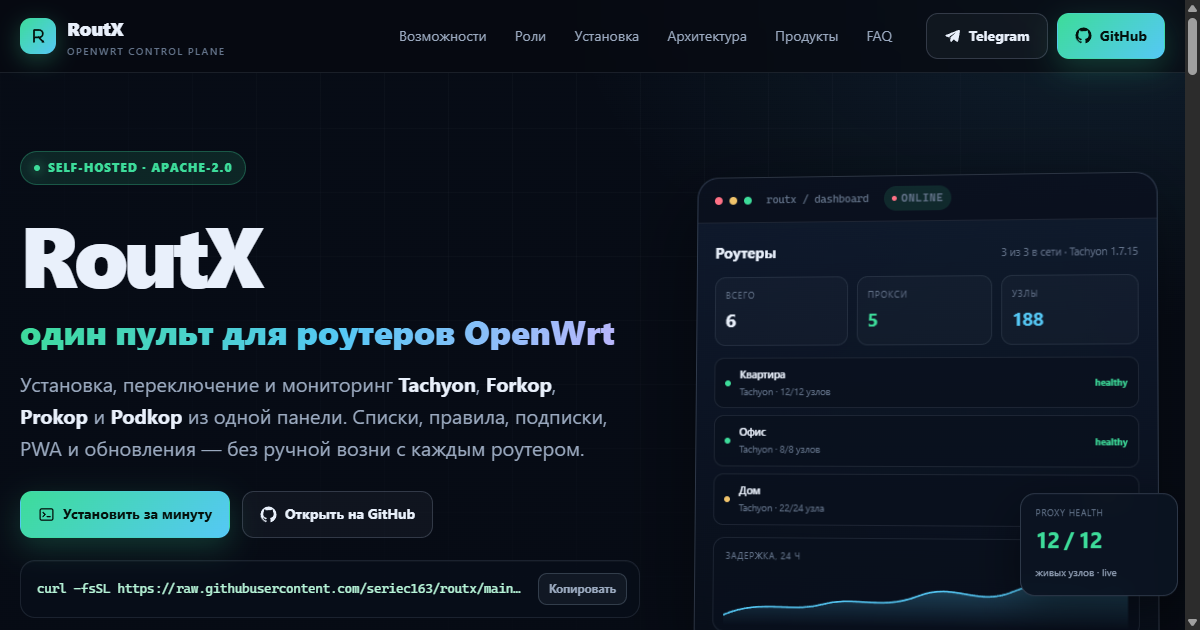 R
RoutX
OPENWRT CONTROL PLANE
Возможности
Роли
Установка
Архитектура
Продукты
FAQ
Telegram
GitHub
SELF-HOSTED · APACHE-2.0
RoutX
один пульт для роутеров OpenWrt
Установка, переключение и мониторинг Tachyon, Forkop,
Prokop и Podkop из одной панели. Списки, правила, подписки,
PWA и обновления — без ручной возни с каждым роутером.
Установить за минуту
Открыть на GitHub
curl -fsSL https://raw.githubusercontent.com/seriec163/routx/main…
Копировать
routx / dashboard
ONLINE
Роутеры
3 из 3 в сети · Tachyon 1.7.15
ВСЕГО
6
ПРОКСИ
5
УЗЛЫ
188
Квартира
Tachyon · 12/12 узлов
healthy
Офис
Tachyon · 8/8 узлов
healthy
Дом
Tachyon · 22/24 узла
PROXY HEALTH
12 / 12
живых узлов · live
ЗАДЕРЖКА, 24 Ч